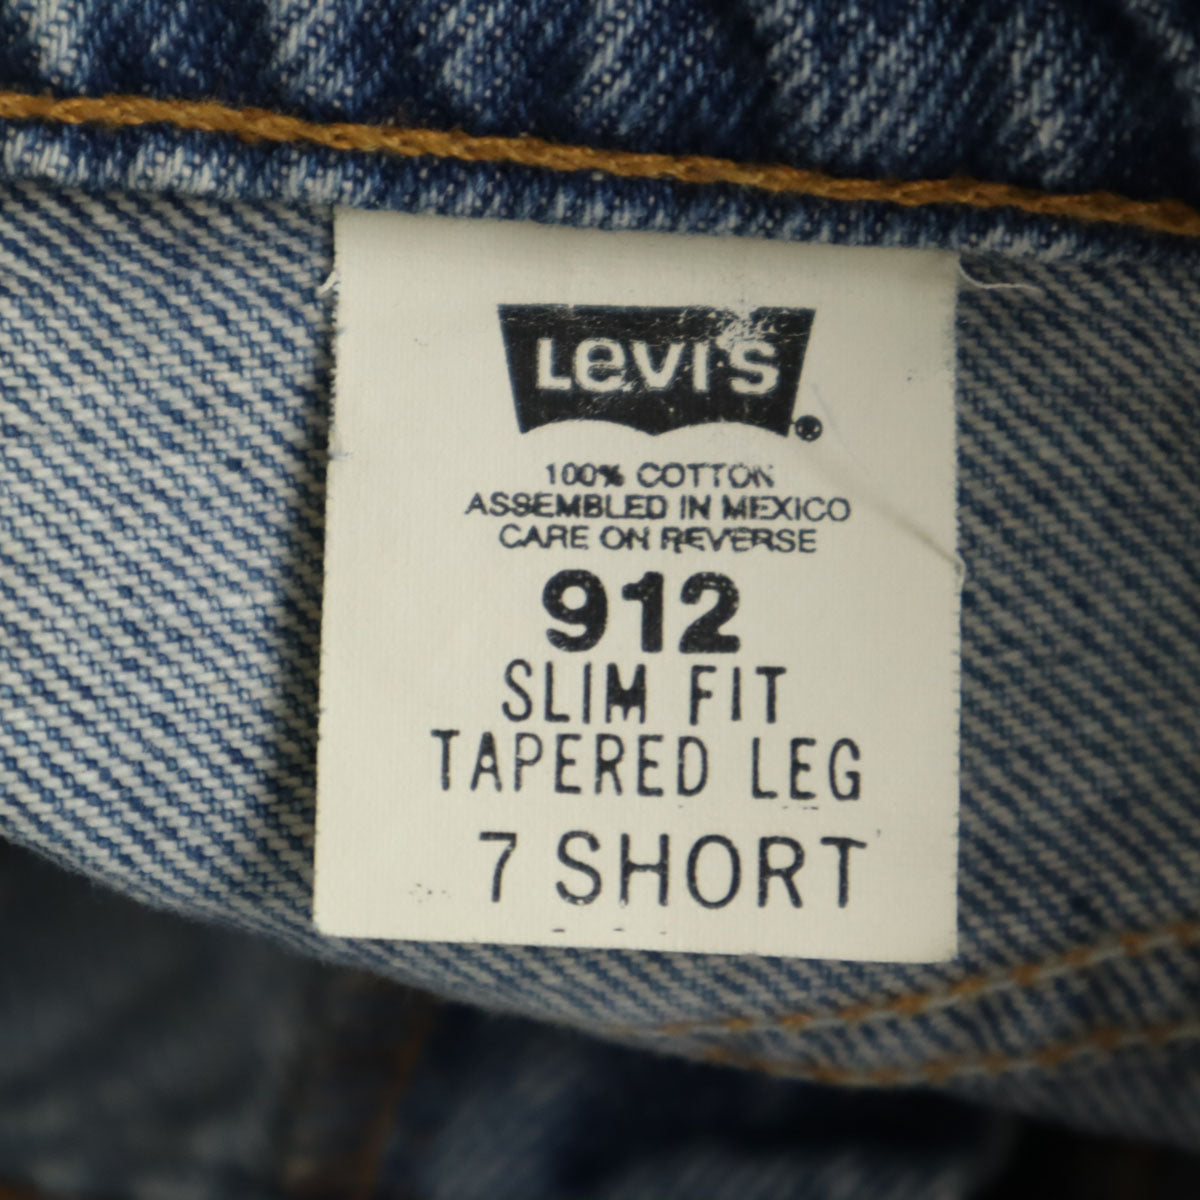 LEVI'S®
100% COTTON
ASSEMBLED IN MEXICO
CARE ON REVERSE
912
SLIM FIT
TAPERED LEG
7 SHORT